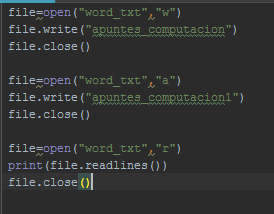 file=open("word_txt","w")
file.write("apuntes_computacion")
file.close()
file=open("word_txt","a")
file.write("apuntes_computacion1")
file.close()
file=open("word_txt","r")
print(file.readlines())
file.close()